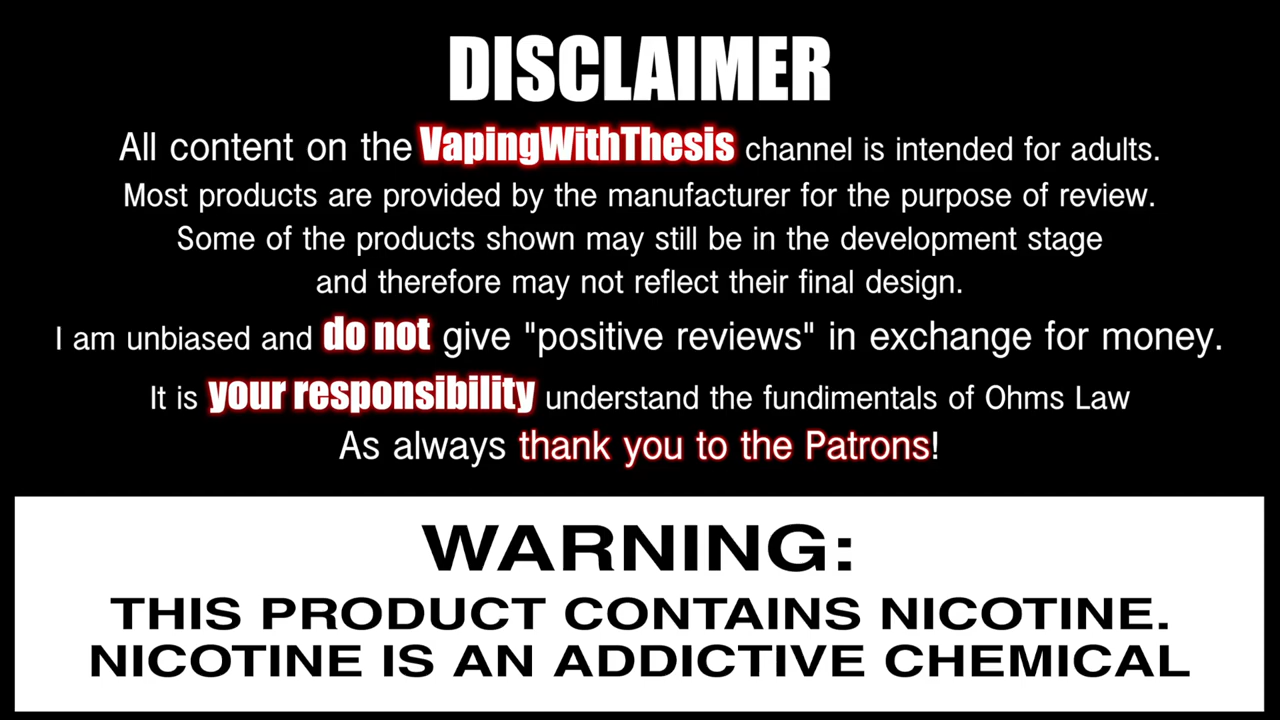 DISCLAIMER
All content on the VapingWithThesis channel is intended for adults.
Most products are provided by the manufacturer for the purpose of review.
Some of the products shown may still be in the development stage
and therefore may not reflect their final design.
I am unbiased and do not give "positive reviews" in exchange for money.
It is your responsibility understand the fundimentals of Ohms Law
As always thank you to the Patrons!
WARNING:
THIS PRODUCT CONTAINS NICOTINE.
NICOTINE IS AN ADDICTIVE CHEMICAL